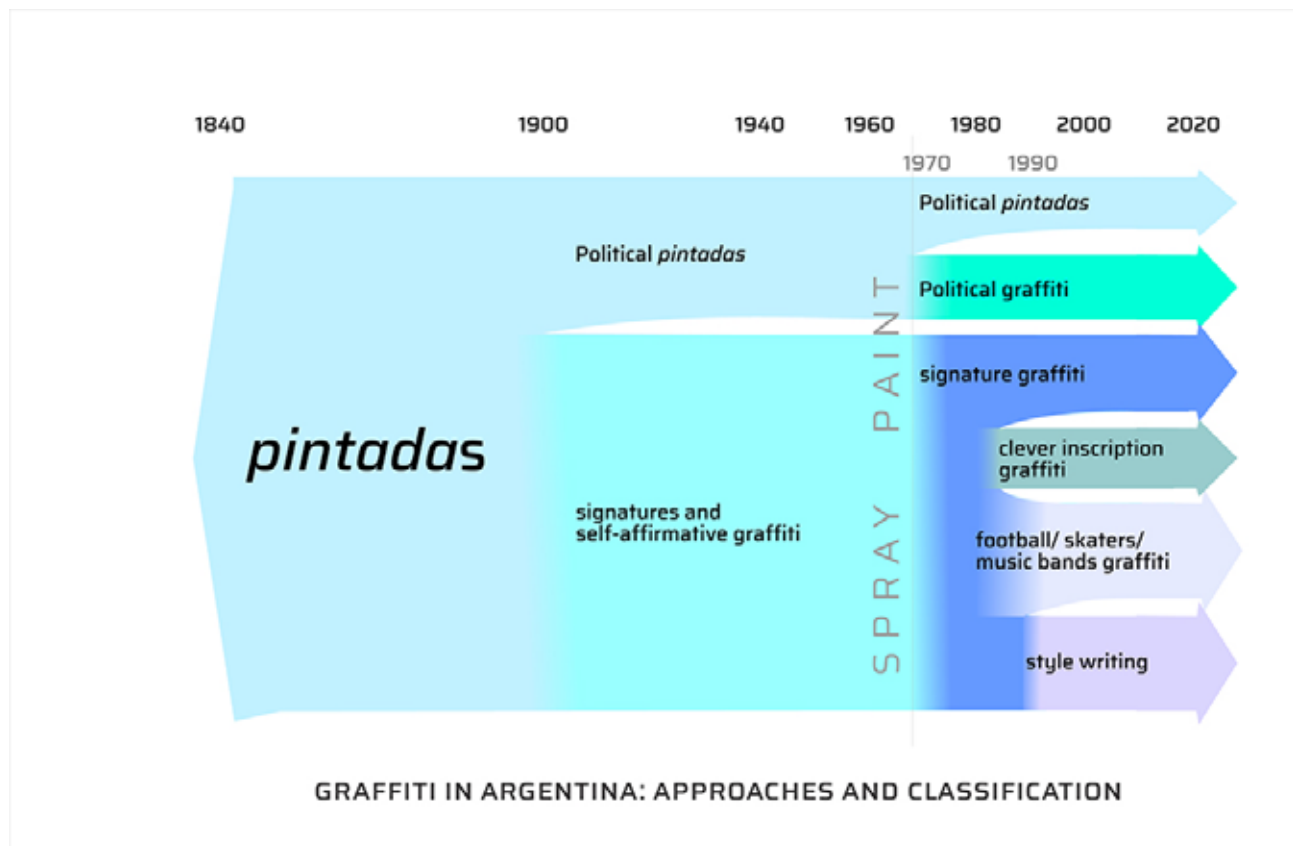 1840 1900 1940 1960 1980 2000 2020
1970 1990
Political pintadas
Political pintadas
Political graffiti
SPRAY PAINT
signature graffiti
pintadas
clever inscription
graffiti
signatures and
self-affirmative graffiti
football/ skaters/
music bands graffiti
style writing
GRAFFITI IN ARGENTINA: APPROACHES AND CLASSIFICATION